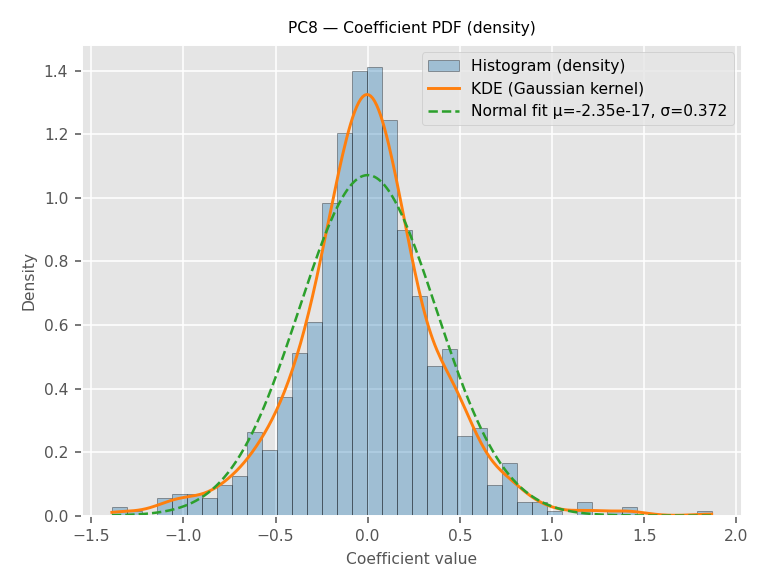 PC8 — Coefficient PDF (density)
Histogram (density)
KDE (Gaussian kernel)
Normal fit μ=-2.35e-17, σ=0.372
Density
1.4
1.2
1.0
0.8
0.6
0.4
0.2
0.0
−1.5 −1.0 −0.5 0.0 0.5 1.0 1.5 2.0
Coefficient value